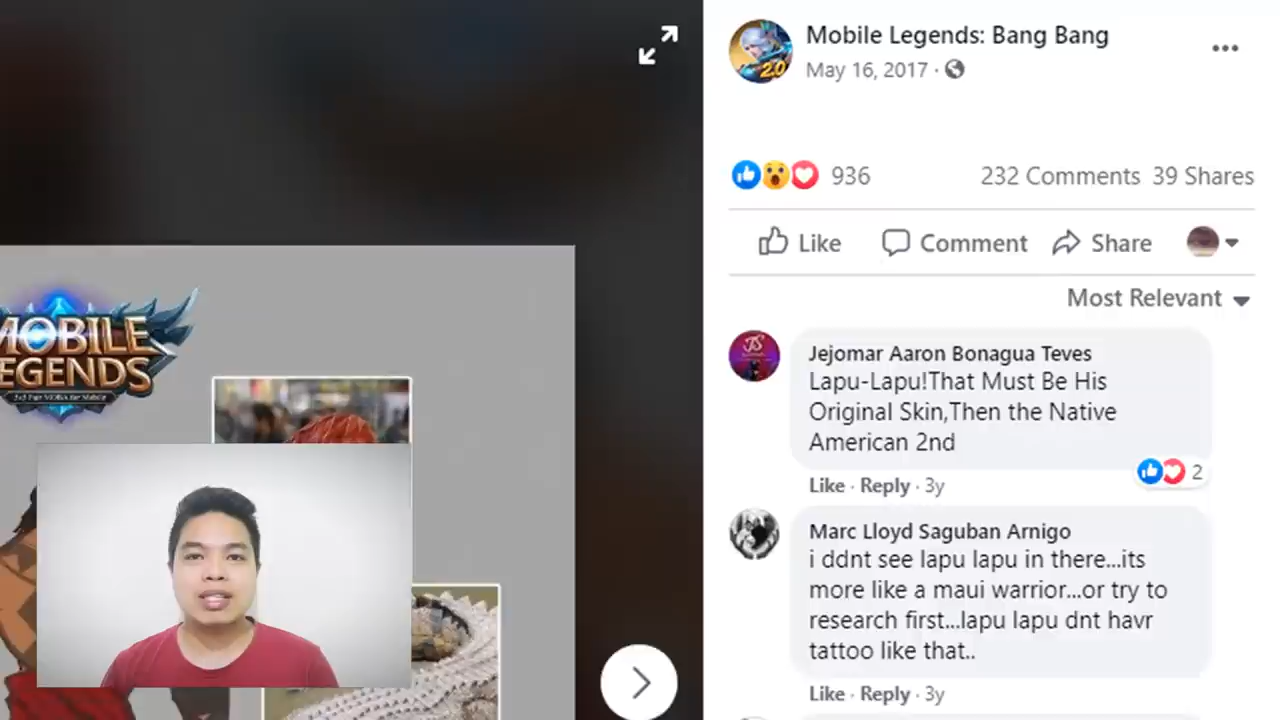 Mobile Legends: Bang Bang
May 16, 2017
2.0
936
232 Comments 39 Shares
Like Comment Share
Most Relevant
MOBILE
LEGENDS
Jejomar Aaron Bonagua Teves
Lapu-Lapu!That Must Be His
Original Skin,Then the Native
American 2nd
2
Like · Reply · 3y
Marc Lloyd Saguban Arnigo
i ddnt see lapu lapu in there...its
more like a maui warrior...or try to
research first...lapu lapu dnt havr
tattoo like that..
Like · Reply · 3y